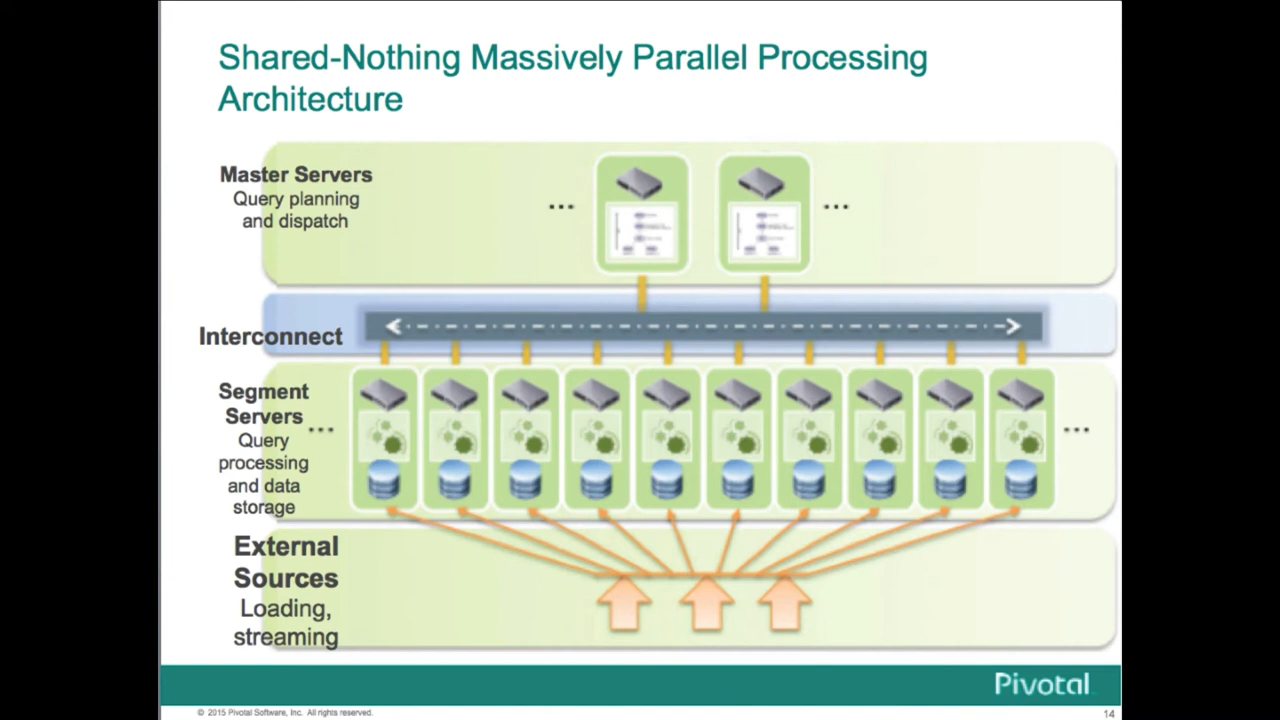 Shared-Nothing Massively Parallel Processing
Architecture
Master Servers
Query planning
and dispatch
...
...
Interconnect
Segment
Servers
...
...
Query
processing
and data
storage
External
Sources
Loading,
streaming
Pivotal
© 2015 Pivotal Software, Inc. All rights reserved.
14